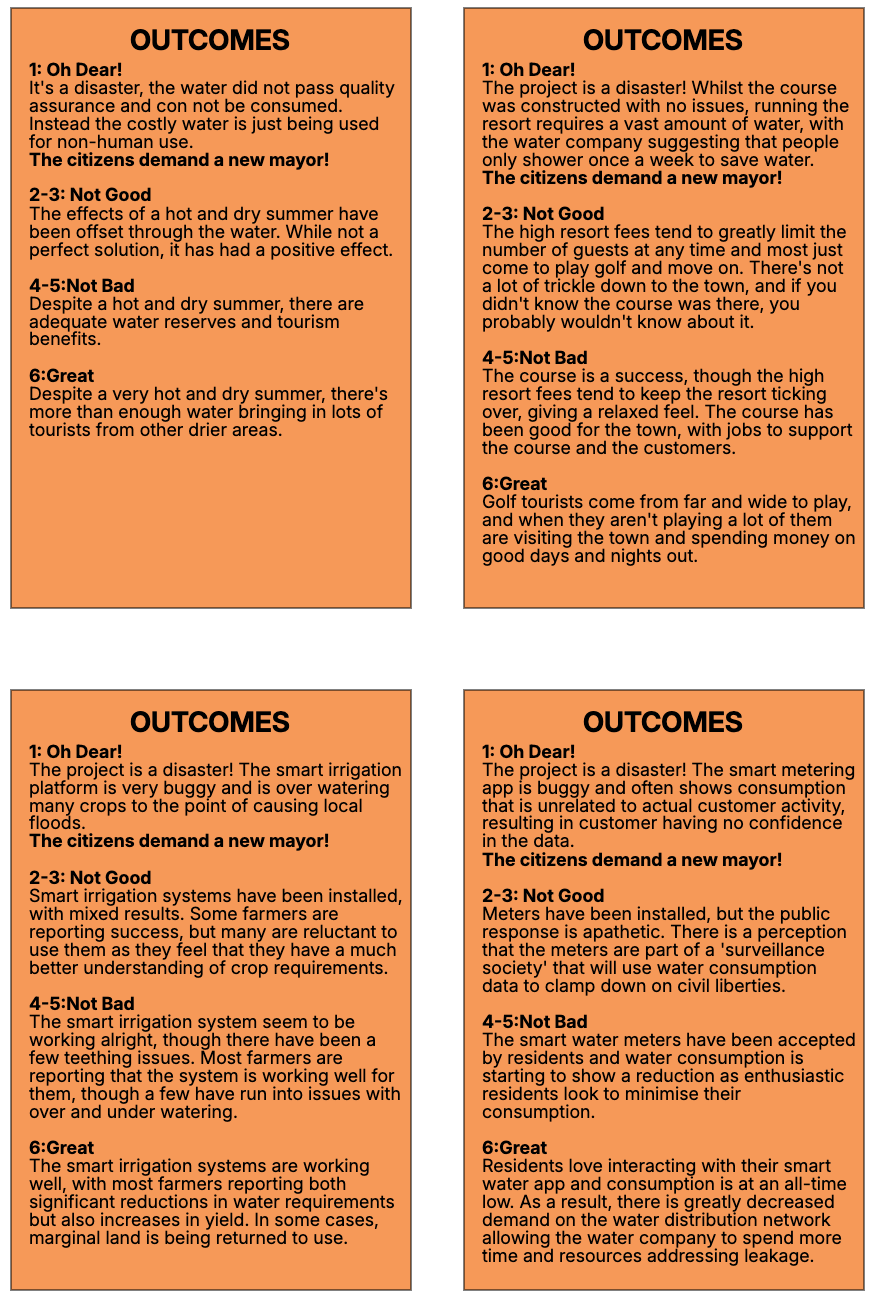 OUTCOMES
1: Oh Dear!
It's a disaster, the water did not pass quality
assurance and con not be consumed.
Instead the costly water is just being used
for non-human use.
The citizens demand a new mayor!
2-3: Not Good
The effects of a hot and dry summer have
been offset through the water. While not a
perfect solution, it has had a positive effect.
4-5:Not Bad
Despite a hot and dry summer, there are
adequate water reserves and tourism
benefits.
6:Great
Despite a very hot and dry summer, there's
more than enough water bringing in lots of
tourists from other drier areas.
OUTCOMES
1: Oh Dear!
The project is a disaster! Whilst the course
was constructed with no issues, running the
resort requires a vast amount of water, with
the water company suggesting that people
only shower once a week to save water.
The citizens demand a new mayor!
2-3: Not Good
The high resort fees tend to greatly limit the
number of guests at any time and most just
come to play golf and move on. There's not
a lot of trickle down to the town, and if you
didn't know the course was there, you
probably wouldn't know about it.
4-5:Not Bad
The course is a success, though the high
resort fees tend to keep the resort ticking
over, giving a relaxed feel. The course has
been good for the town, with jobs to support
the course and the customers.
6:Great
Golf tourists come from far and wide to play,
and when they aren't playing a lot of them
are visiting the town and spending money on
good days and nights out.
OUTCOMES
1: Oh Dear!
The project is a disaster! The smart irrigation
platform is very buggy and is over watering
many crops to the point of causing local
floods.
The citizens demand a new mayor!
2-3: Not Good
Smart irrigation systems have been installed,
with mixed results. Some farmers are
reporting success, but many are reluctant to
use them as they feel that they have a much
better understanding of crop requirements.
4-5:Not Bad
The smart irrigation system seem to be
working alright, though there have been a
few teething issues. Most farmers are
reporting that the system is working well for
them, though a few have run into issues with
over and under watering.
6:Great
The smart irrigation systems are working
well, with most farmers reporting both
significant reductions in water requirements
but also increases in yield. In some cases,
marginal land is being returned to use.
OUTCOMES
1: Oh Dear!
The project is a disaster! The smart metering
app is buggy and often shows consumption
that is unrelated to actual customer activity,
resulting in customer having no confidence
in the data.
The citizens demand a new mayor!
2-3: Not Good
Meters have been installed, but the public
response is apathetic. There is a perception
that the meters are part of a 'surveillance
society' that will use water consumption
data to clamp down on civil liberties.
4-5:Not Bad
The smart water meters have been accepted
by residents and water consumption is
starting to show a reduction as enthusiastic
residents look to minimise their
consumption.
6:Great
Residents love interacting with their smart
water app and consumption is at an all-time
low. As a result, there is greatly decreased
demand on the water distribution network
allowing the water company to spend more
time and resources addressing leakage.